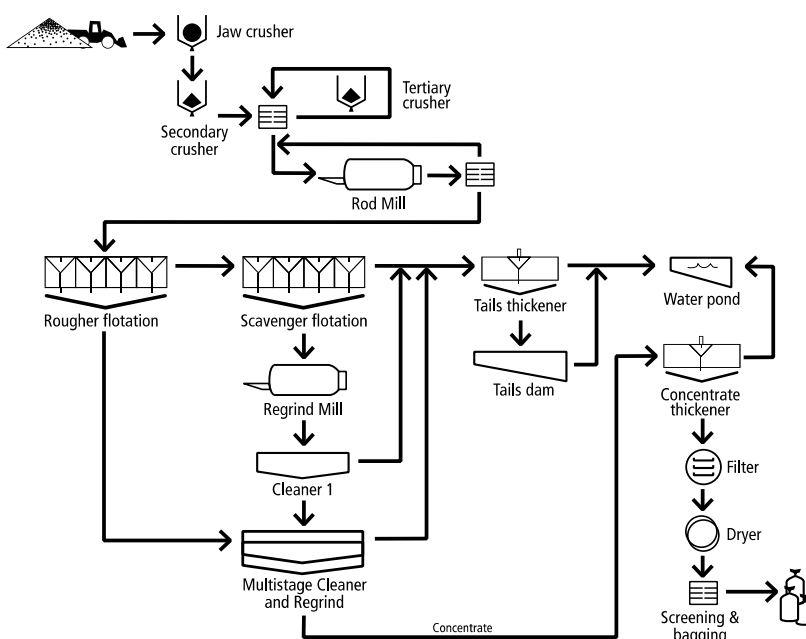 Jaw crusher
Tertiary
crusher
Secondary
crusher
Rod Mill
Rougher flotation
Scavenger flotation
Tails thickener
Water pond
Regrind Mill
Tails dam
Concentrate
thickener
Cleaner 1
Filter
Dryer
Multistage Cleaner
and Regrind
Concentrate
Screening &
bagging